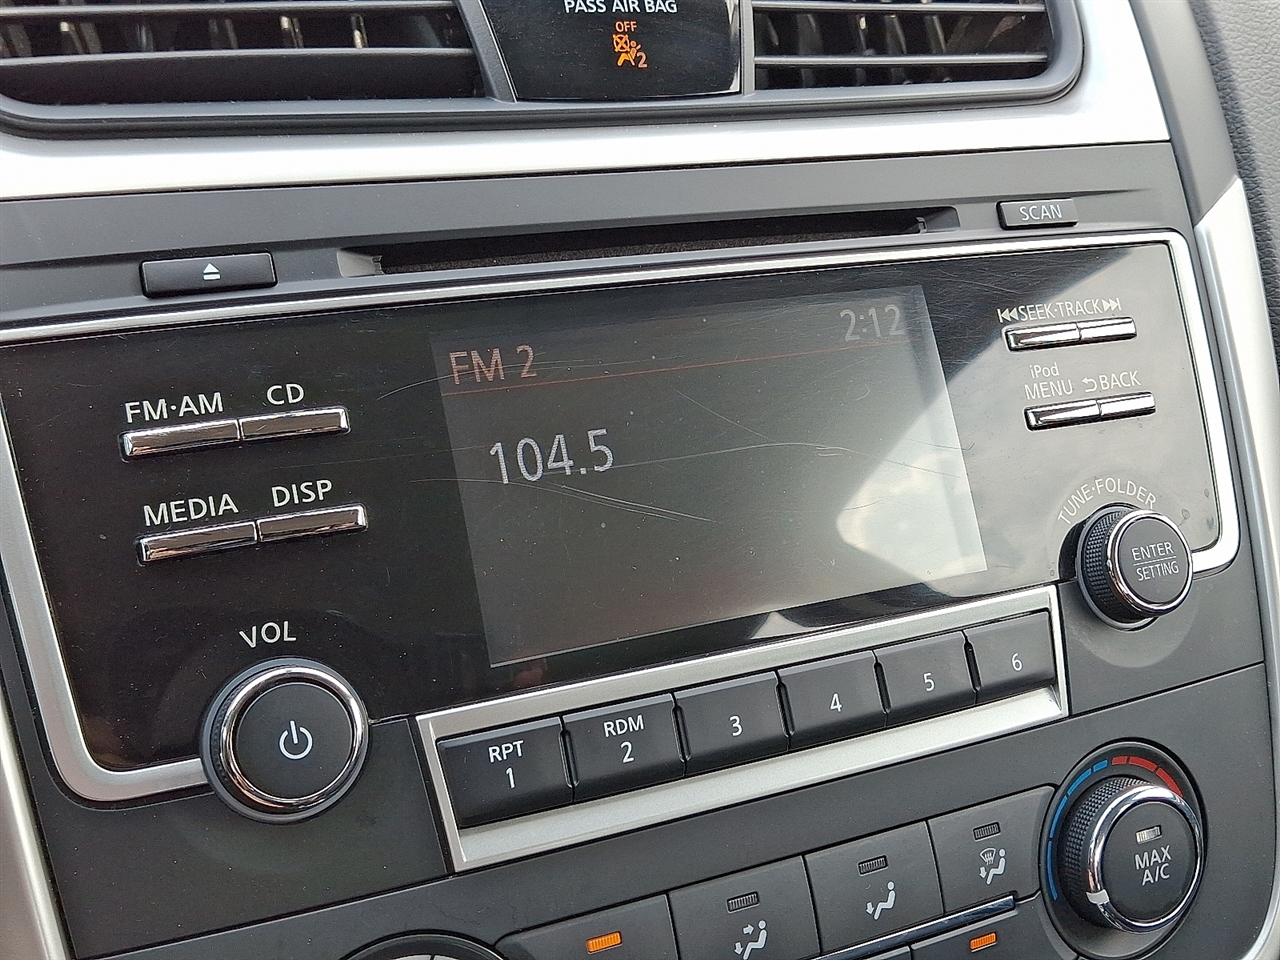 PASS AIR BAG
OFF
2
SCAN
SEEK·TRACK
FM·AM
CD
FM 2
2:12
iPod
MENU
BACK
104.5
MEDIA
DISP
TUNE·FOLDER
ENTER
SETTING
VOL
RPT
1
RDM
2
3
4
5
6
MAX
A/C